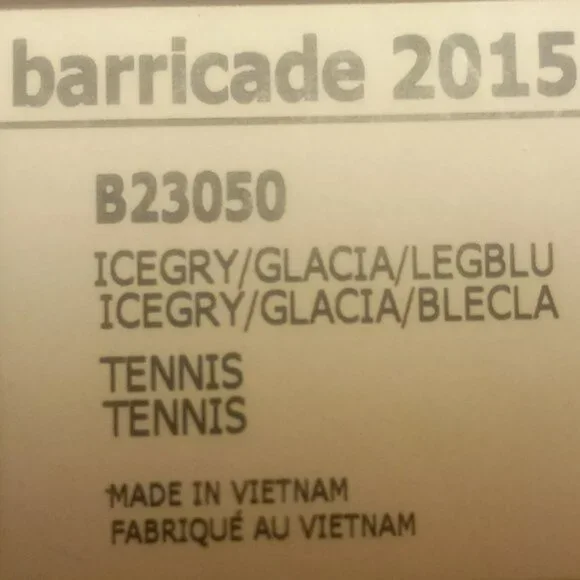 barricade 2015
B23050
ICEGRY/GLACIA/LEGBLU
ICEGRY/GLACIA/BLECLA
TENNIS
TENNIS
MADE IN VIETNAM
FABRIQUÉ AU VIETNAM